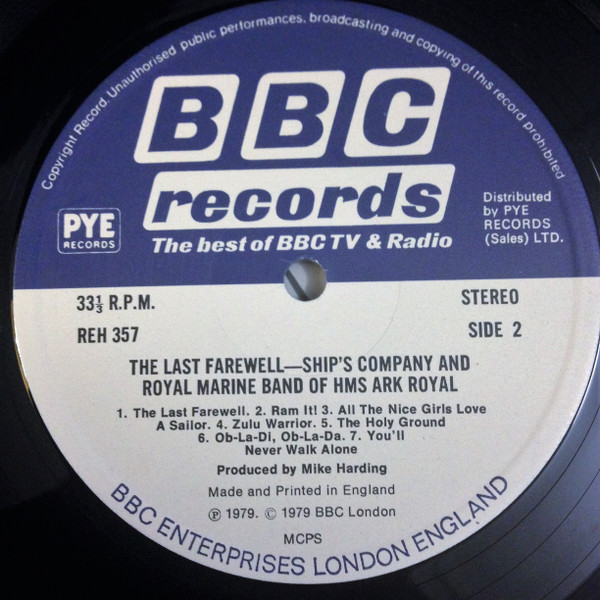 Copyright Record. Unauthorised public performances, broadcasting and copying of this record prohibited
BBC
records
The best of BBC TV & Radio
PYE
RECORDS
Distributed
by PYE
RECORDS
(Sales) LTD.
33⅓ R.P.M.
STEREO
REH 357
SIDE 2
THE LAST FAREWELL—SHIP'S COMPANY AND
ROYAL MARINE BAND OF HMS ARK ROYAL
1. The Last Farewell. 2. Ram It! 3. All The Nice Girls Love
A Sailor. 4. Zulu Warrior. 5. The Holy Ground
6. Ob-La-Di, Ob-La-Da. 7. You'll
Never Walk Alone
Produced by Mike Harding
Made and Printed in England
℗ 1979. © 1979 BBC London
MCPS
BBC ENTERPRISES LONDON ENGLAND